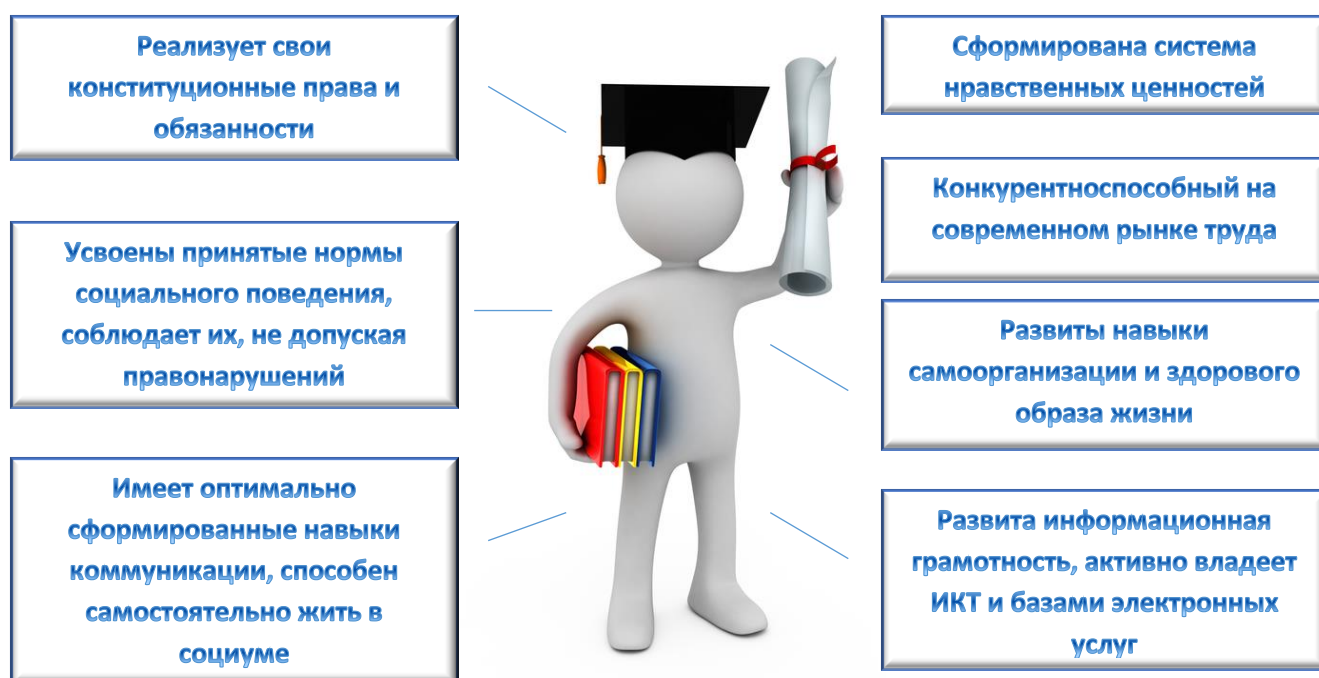 Реализует свои
конституционные права и
обязанности
Усвоены принятые нормы
социального поведения,
соблюдает их, не допуская
правонарушений
Имеет оптимально
сформированные навыки
коммуникации, способен
самостоятельно жить в
социуме
Сформирована система
нравственных ценностей
Конкурентноспособный на
современном рынке труда
Развиты навыки
самоорганизации и здорового
образа жизни
Развита информационная
грамотность, активно владеет
ИКТ и базами электронных
услуг